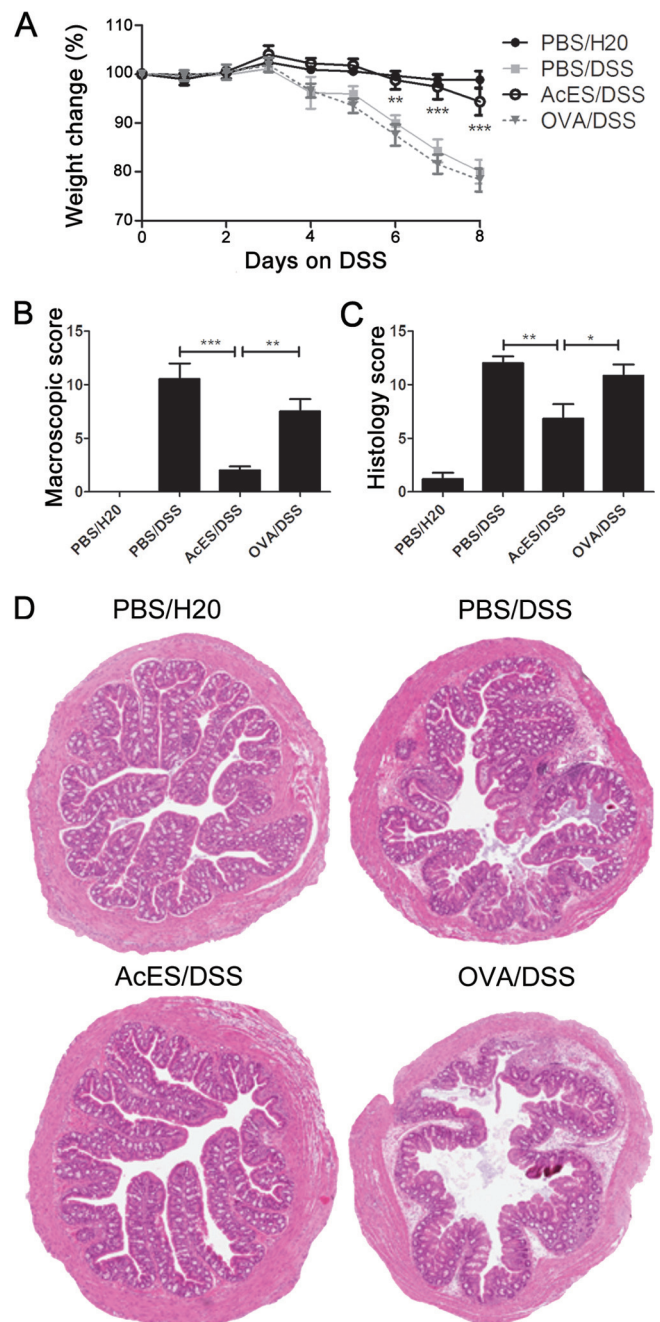 A
Weight change (%)
110
100
90
80
70
0 2 4 6 8
Days on DSS
** *** ***
PBS/H20
PBS/DSS
AcES/DSS
OVA/DSS
B
Macroscopic score
15
10
5
0
*** **
PBS/H20 PBS/DSS AcES/DSS OVA/DSS
C
Histology score
15
10
5
0
** *
PBS/H20 PBS/DSS AcES/DSS OVA/DSS
D
PBS/H20 PBS/DSS
AcES/DSS OVA/DSS